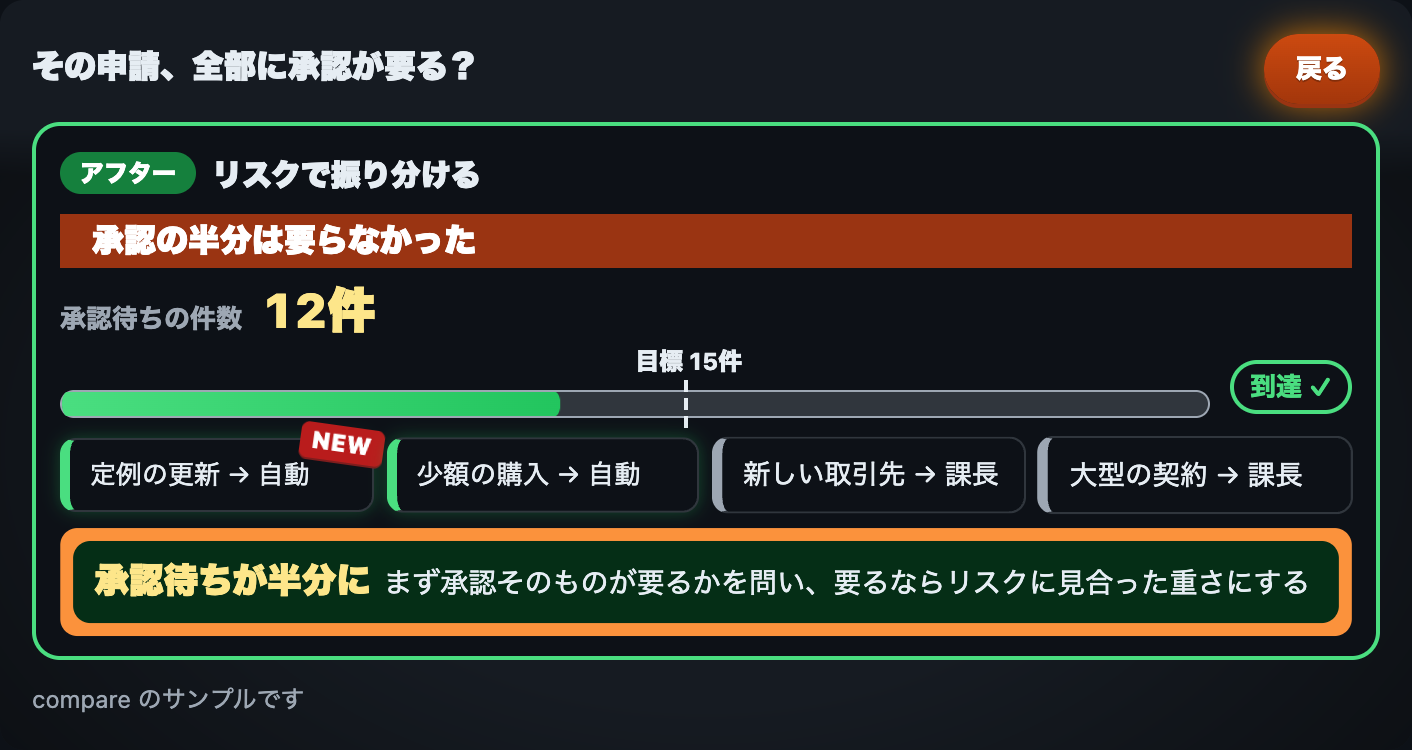 その申請、全部に承認が要る？
戻る
アフター
リスクで振り分ける
承認の半分は要らなかった
承認待ちの件数 12件
目標 15件
到達 ✓
NEW
定例の更新 → 自動
少額の購入 → 自動
新しい取引先 → 課長
大型の契約 → 課長
承認待ちが半分に まず承認そのものが要るかを問い、要るならリスクに見合った重さにする
compare のサンプルです